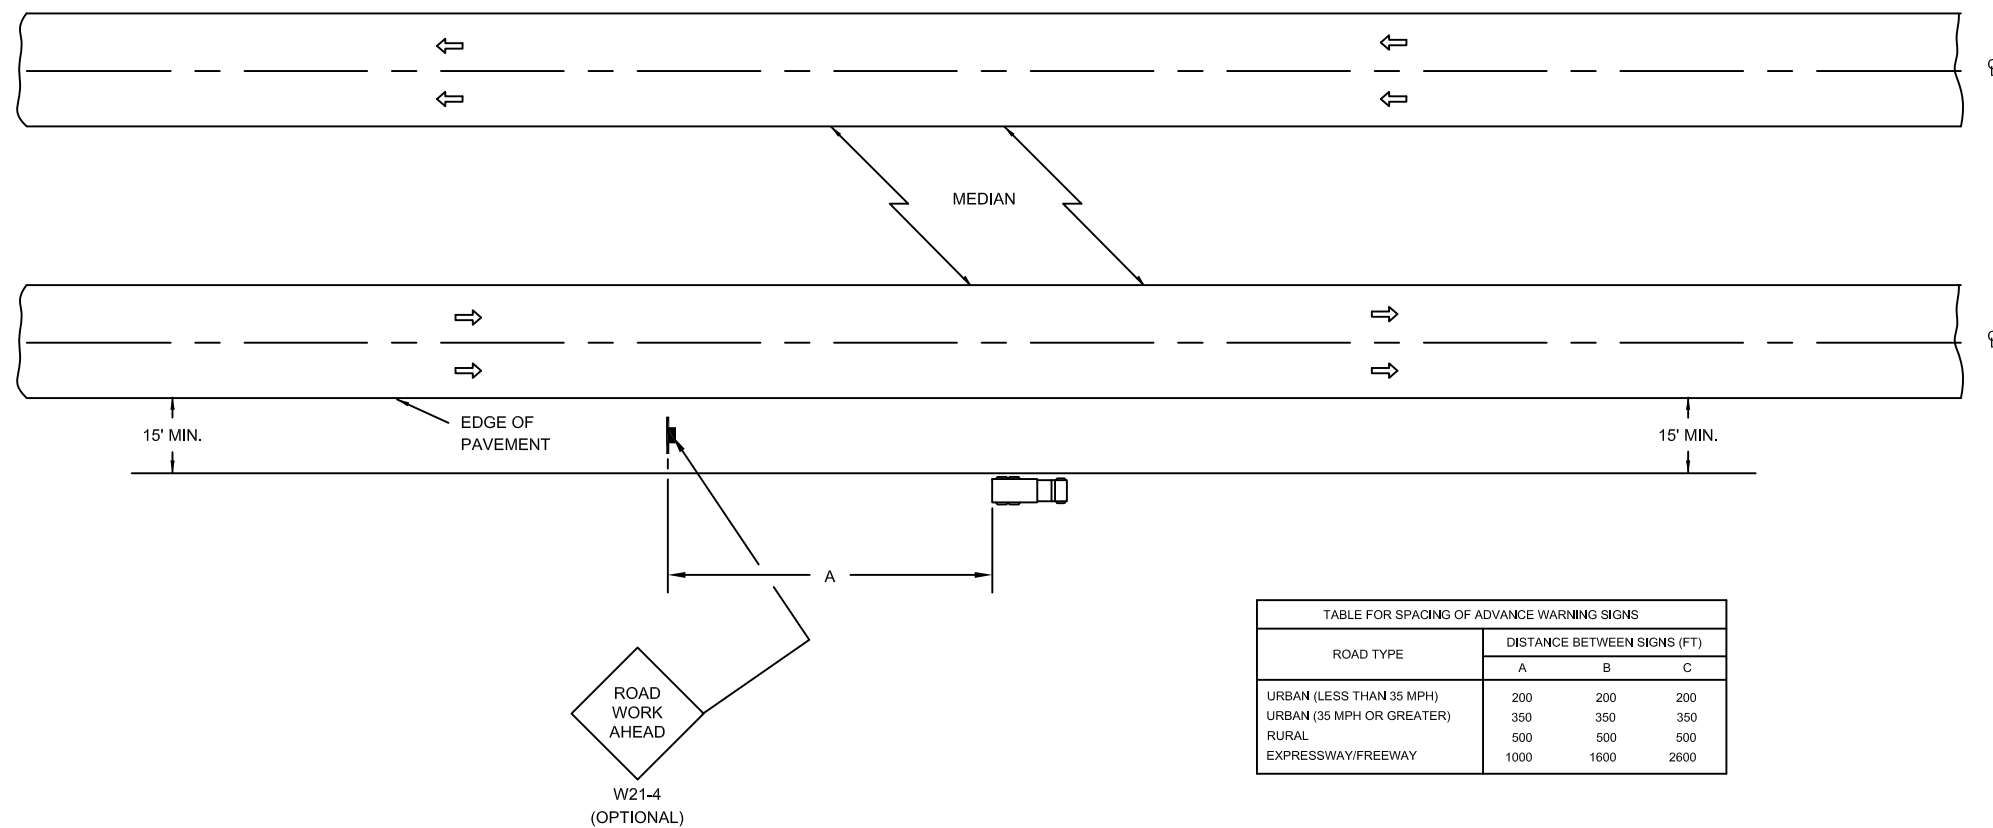 MEDIAN
EDGE OF
PAVEMENT
15' MIN.
15' MIN.
A
ROAD
WORK
AHEAD
W21-4
(OPTIONAL)
TABLE FOR SPACING OF ADVANCE WARNING SIGNS
ROAD TYPE
DISTANCE BETWEEN SIGNS (FT)
A B C
URBAN (LESS THAN 35 MPH) 200 200 200
URBAN (35 MPH OR GREATER) 350 350 350
RURAL 500 500 500
EXPRESSWAY/FREEWAY 1000 1600 2600